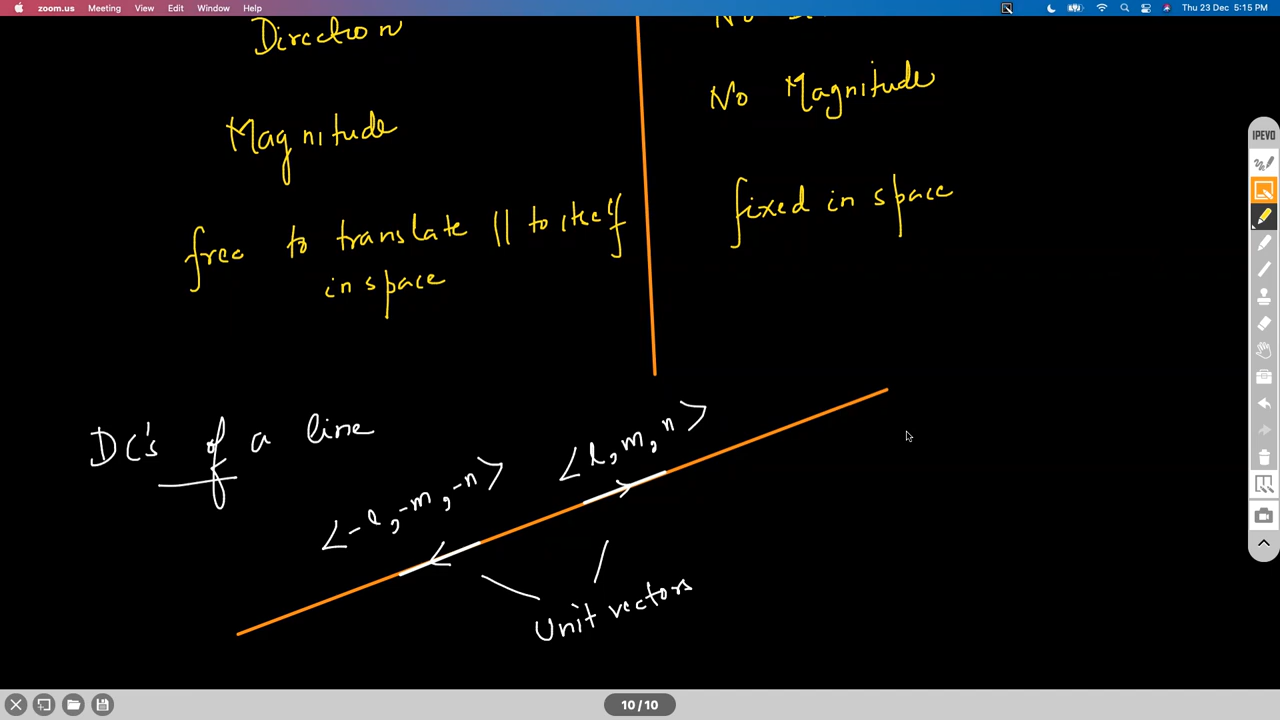 zoom.us Meeting View Edit Window Help Thu 23 Dec 5:15 PM
Direction
No
No Magnitude
Magnitude
fixed in space
free to translate || to itself
in space
IPEVO
DC's of a line
<l, m, n>
<-l, -m, -n>
Unit vectors
10 / 10